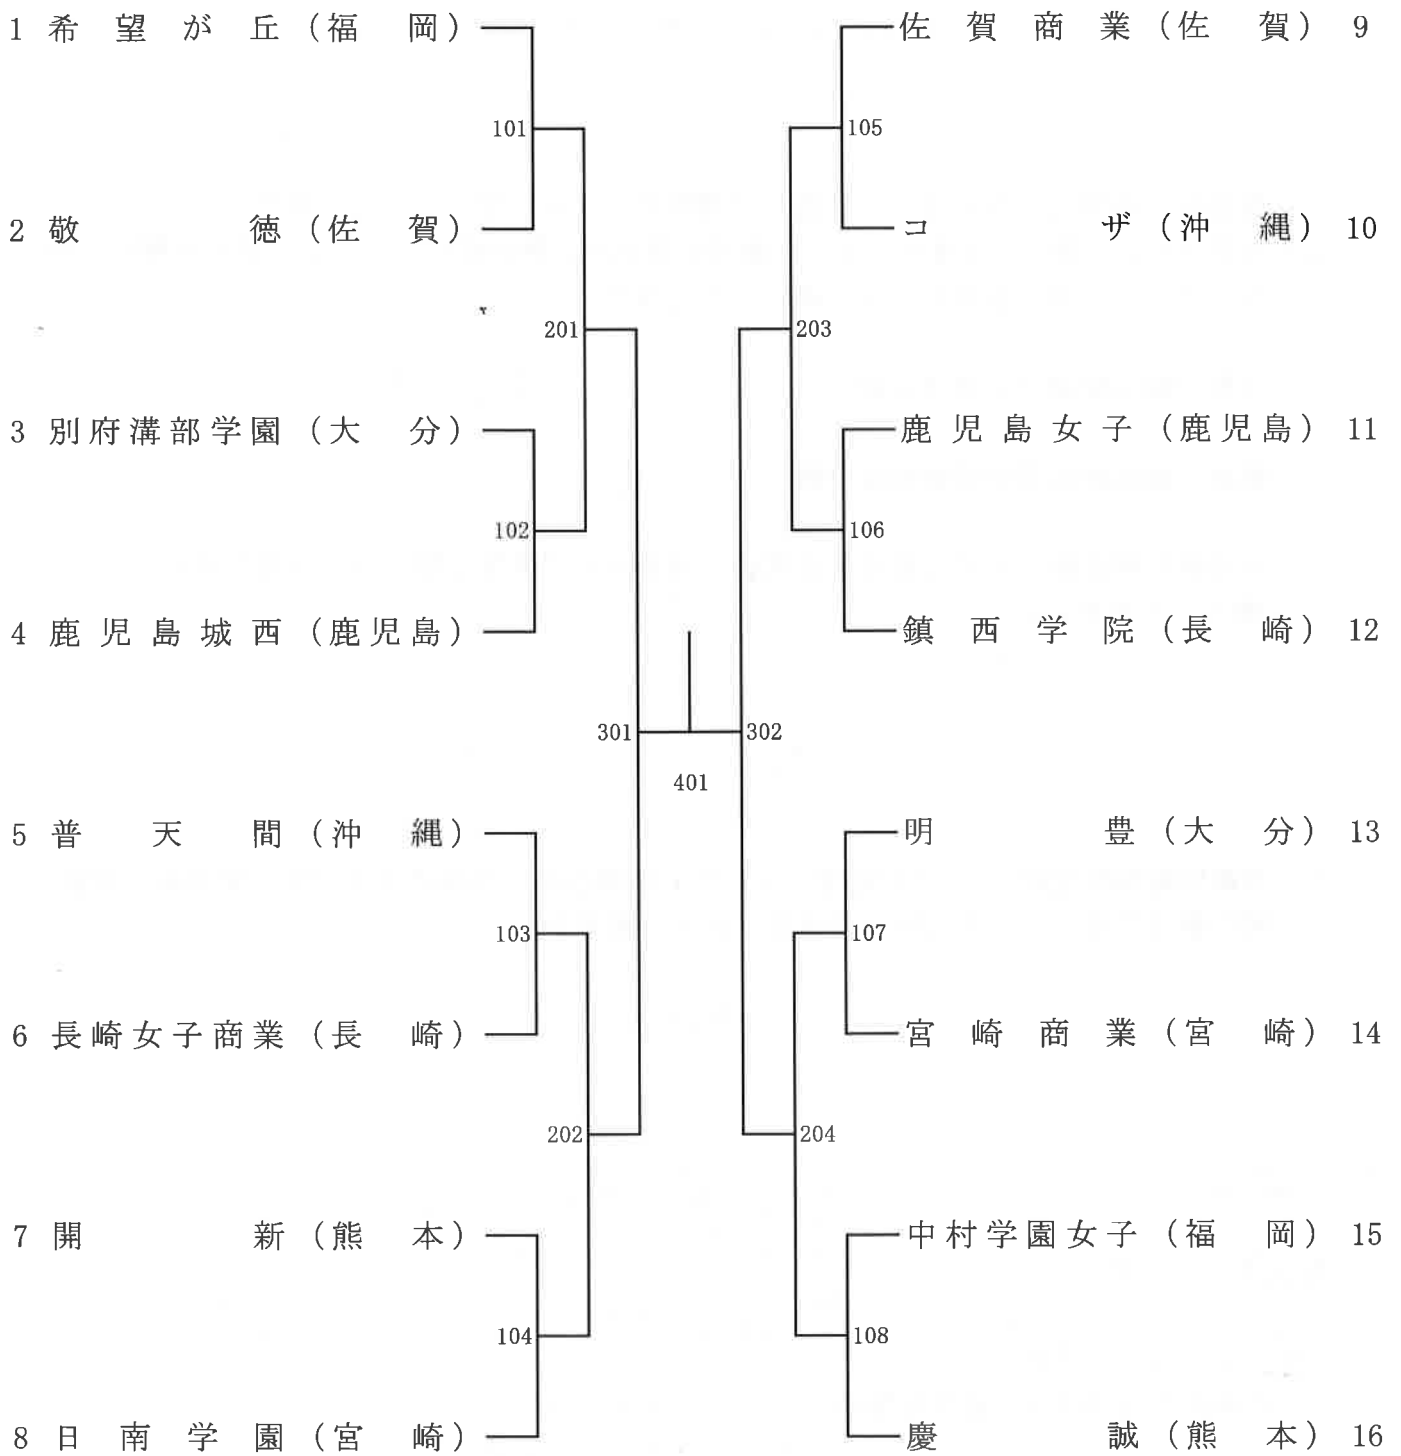 1 希望が丘(福岡)
佐賀商業(佐賀) 9
101
105
2 敬徳(佐賀)
コザ(沖縄) 10
201
203
3 別府溝部学園(大分)
鹿児島女子(鹿児島) 11
102
106
4 鹿児島城西(鹿児島)
鎮西学院(長崎) 12
301
302
401
5 普天間(沖縄)
明豊(大分) 13
103
107
6 長崎女子商業(長崎)
宮崎商業(宮崎) 14
202
204
7 開新(熊本)
中村学園女子(福岡) 15
104
108
8 日南学園(宮崎)
慶誠(熊本) 16